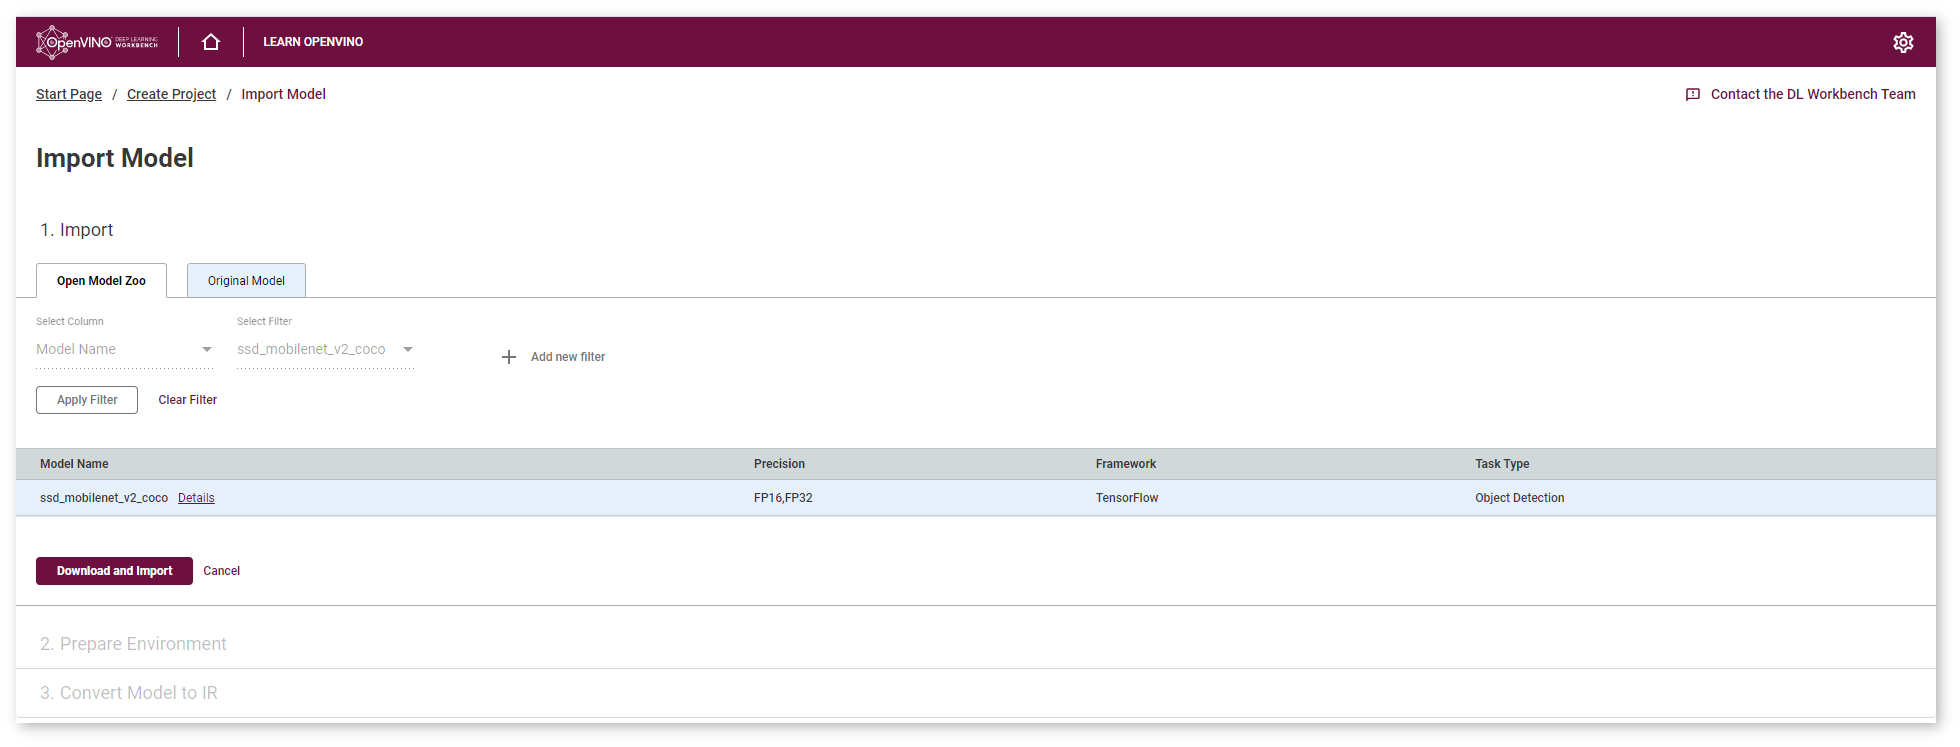 OpenVINO DEEP LEARNING WORKBENCH LEARN OPENVINO
Start Page / Create Project / Import Model Contact the DL Workbench Team
Import Model
1. Import
Open Model Zoo Original Model
Select Column Select Filter
Model Name ssd_mobilenet_v2_coco Add new filter
Apply Filter Clear Filter
Model Name Precision Framework Task Type
ssd_mobilenet_v2_coco Details FP16,FP32 TensorFlow Object Detection
Download and Import Cancel
2. Prepare Environment
3. Convert Model to IR